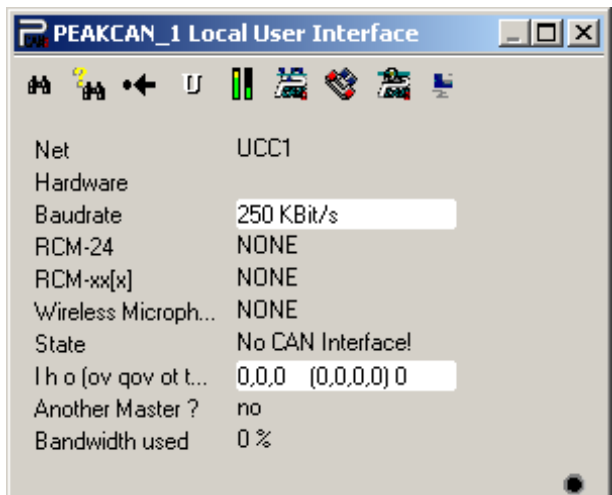 PEAKCAN_1 Local User Interface
U
Net UCC1
Hardware
Baudrate 250 KBit/s
RCM-24 NONE
RCM-xx[x] NONE
Wireless Microph... NONE
State No CAN Interface!
l h o (ov qov ot t... 0,0,0 (0,0,0,0) 0
Another Master ? no
Bandwidth used 0 %